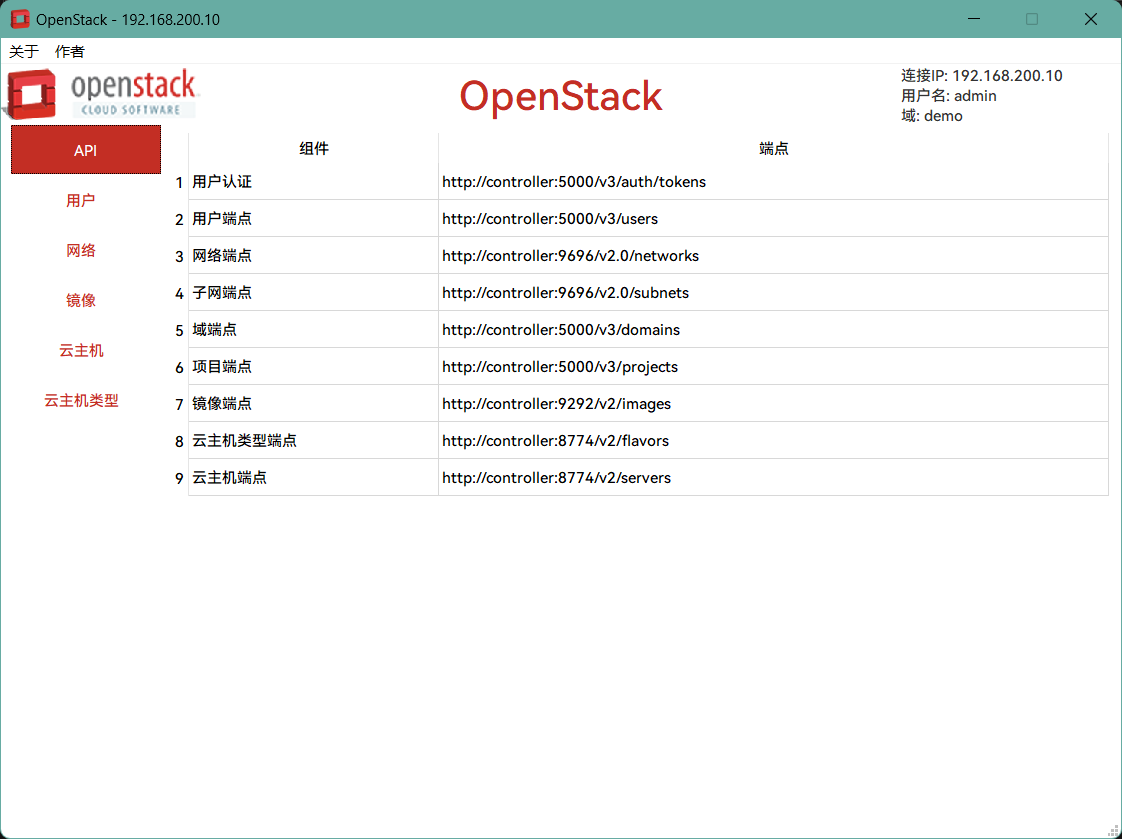 OpenStack - 192.168.200.10
关于 作者
openstack
CLOUD SOFTWARE
OpenStack
连接IP: 192.168.200.10
用户名: admin
域: demo
API
用户
网络
镜像
云主机
云主机类型
组件 端点
1 用户认证 http://controller:5000/v3/auth/tokens
2 用户端点 http://controller:5000/v3/users
3 网络端点 http://controller:9696/v2.0/networks
4 子网端点 http://controller:9696/v2.0/subnets
5 域端点 http://controller:5000/v3/domains
6 项目端点 http://controller:5000/v3/projects
7 镜像端点 http://controller:9292/v2/images
8 云主机类型端点 http://controller:8774/v2/flavors
9 云主机端点 http://controller:8774/v2/servers